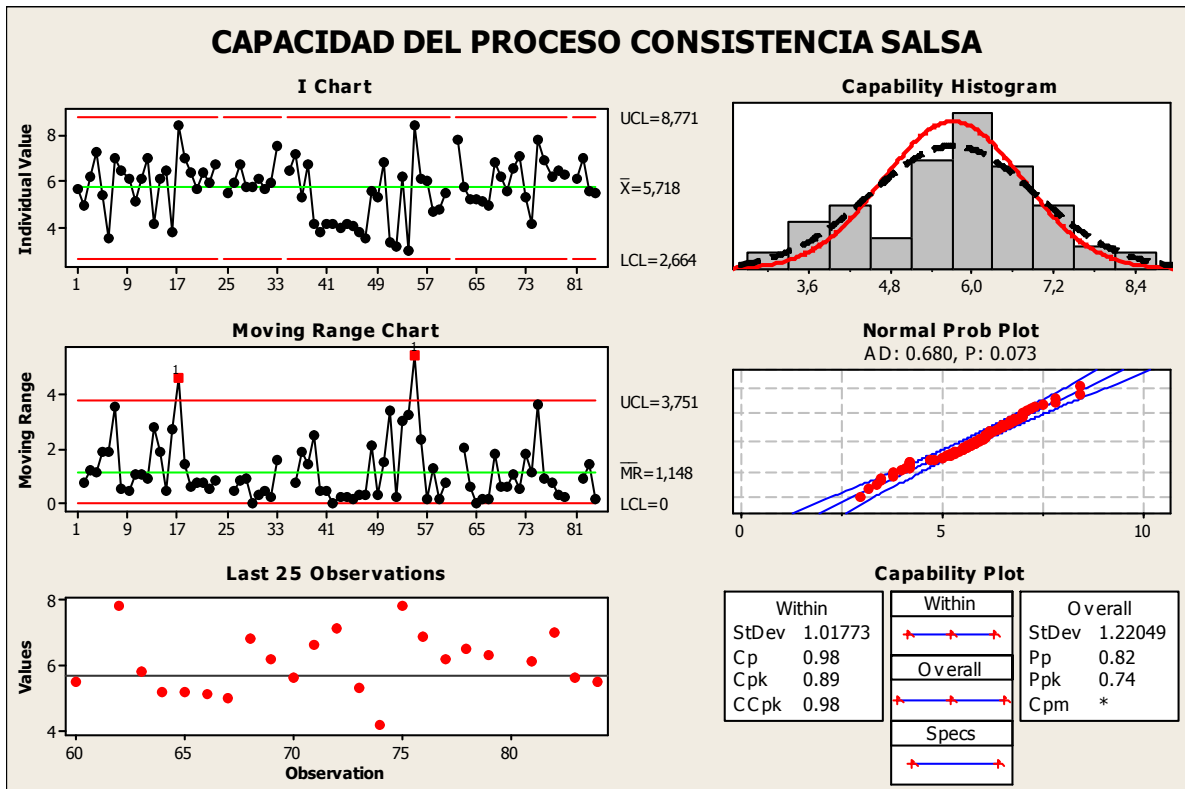 CAPACIDAD DEL PROCESO CONSISTENCIA SALSA
I Chart
Individual Value
8
6
4
1 9 17 25 33 41 49 57 65 73 81
UCL=8,771
X=5,718
LCL=2,664
Capability Histogram
3,6 4,8 6,0 7,2 8,4
Moving Range Chart
Moving Range
4
2
0
1 1
1 9 17 25 33 41 49 57 65 73 81
UCL=3,751
MR=1,148
LCL=0
Normal Prob Plot
AD: 0.680, P: 0.073
0 5 10
Last 25 Observations
Values
8
6
4
60 65 70 75 80
Observation
Capability Plot
Within
StDev 1.01773
Cp 0.98
Cpk 0.89
CCpk 0.98
Within
Overall
Specs
Overall
StDev 1.22049
Pp 0.82
Ppk 0.74
Cpm *